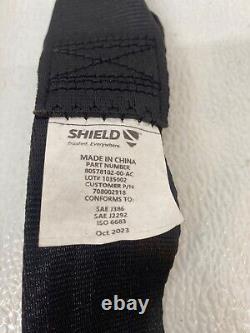 SHIELD
Trusted. Everywhere.
MADE IN CHINA
PART NUMBER
80578102-00-AC
LOT# 1035002
CUSTOMER P/N
708002918
CONFORMS TO:
SAE J386
SAE J2292
ISO 6683
Oct 2023